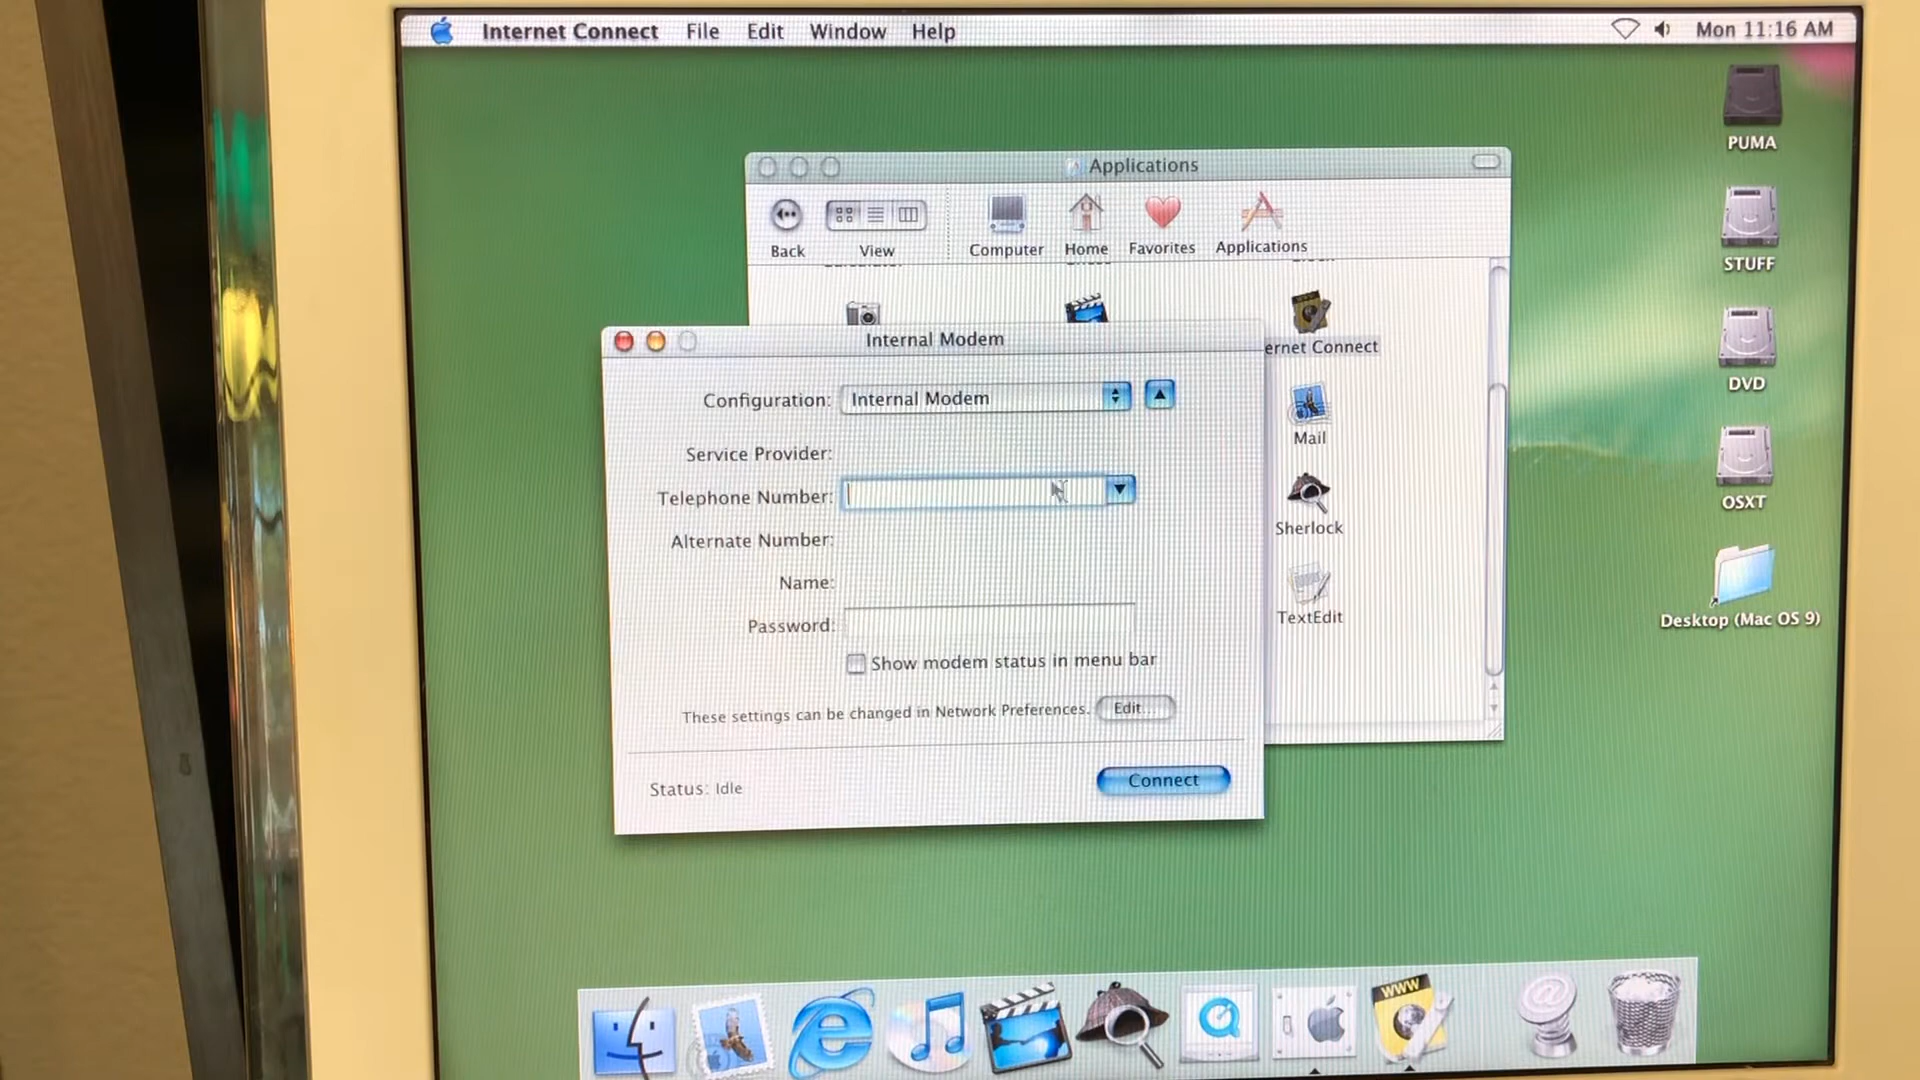 Internet Connect File Edit Window Help Mon 11:16 AM
PUMA
STUFF
DVD
OSXT
Desktop (Mac OS 9)
Applications
Back View Computer Home Favorites Applications
ernet Connect
Mail
Sherlock
TextEdit
Internal Modem
Configuration: Internal Modem
Service Provider:
Telephone Number:
Alternate Number:
Name:
Password:
Show modem status in menu bar
These settings can be changed in Network Preferences. Edit...
Status: Idle
Connect
WWW